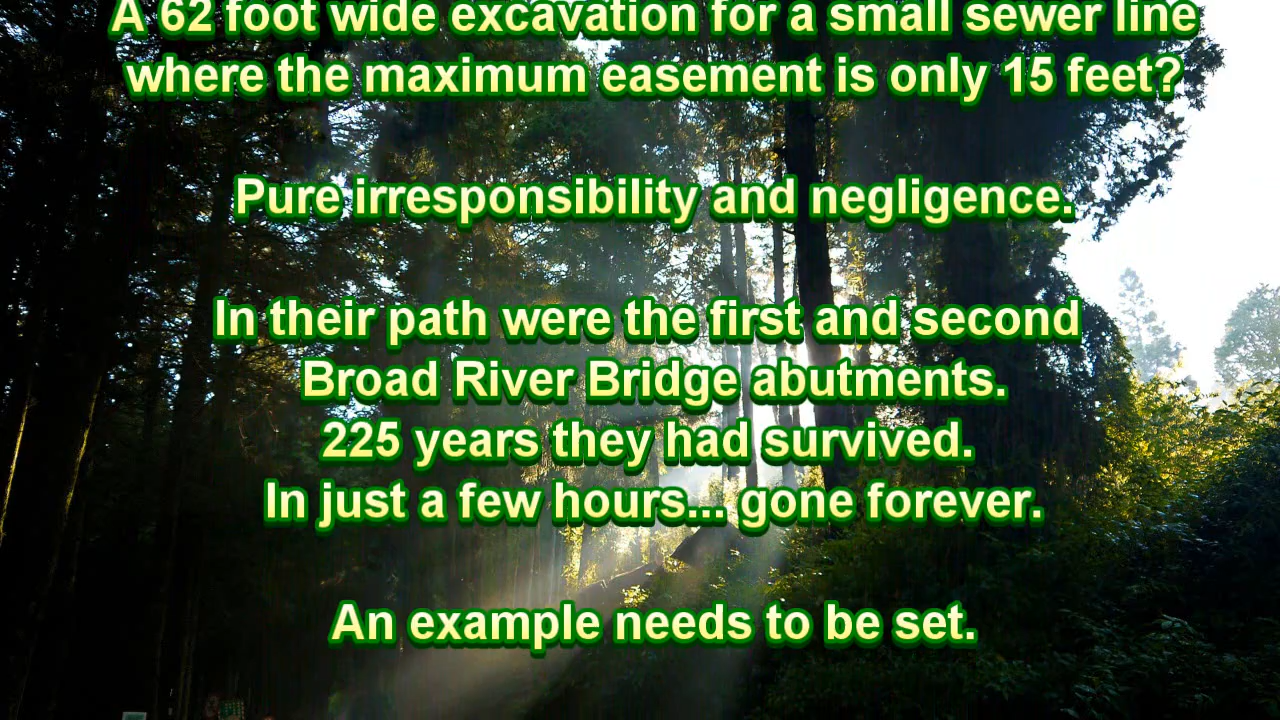 A 62 foot wide excavation for a small sewer line
where the maximum easement is only 15 feet?
Pure irresponsibility and negligence.
In their path were the first and second
Broad River Bridge abutments.
225 years they had survived.
In just a few hours... gone forever.
An example needs to be set.